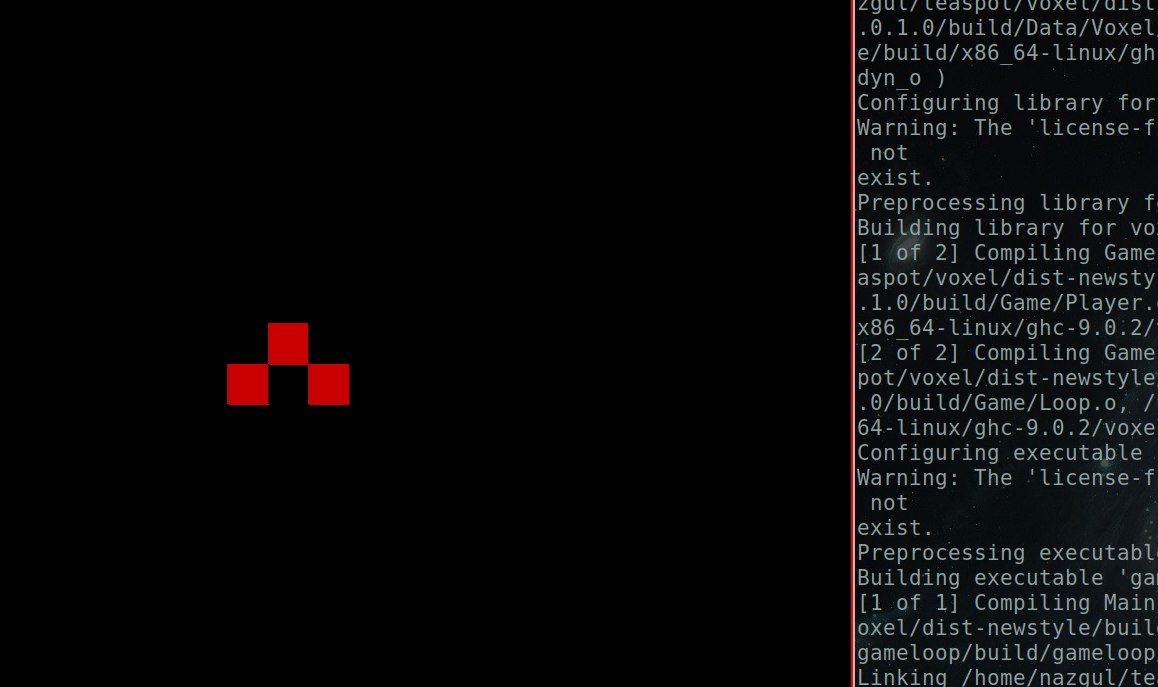 zgul/teaspot/voxel/dist
.0.1.0/build/Data/Voxel
e/build/x86_64-linux/gh
dyn_o )
Configuring library for
Warning: The 'license-f
 not
exist.
Preprocessing library f
Building library for vo
[1 of 2] Compiling Game
aspot/voxel/dist-newsty
.1.0/build/Game/Player.
x86_64-linux/ghc-9.0.2/
[2 of 2] Compiling Game
pot/voxel/dist-newstyle
.0/build/Game/Loop.o, /
64-linux/ghc-9.0.2/voxe
Configuring executable
Warning: The 'license-f
 not
exist.
Preprocessing executabl
Building executable 'ga
[1 of 1] Compiling Main
oxel/dist-newstyle/buil
gameloop/build/gameloop
Linking /home/nazgul/te